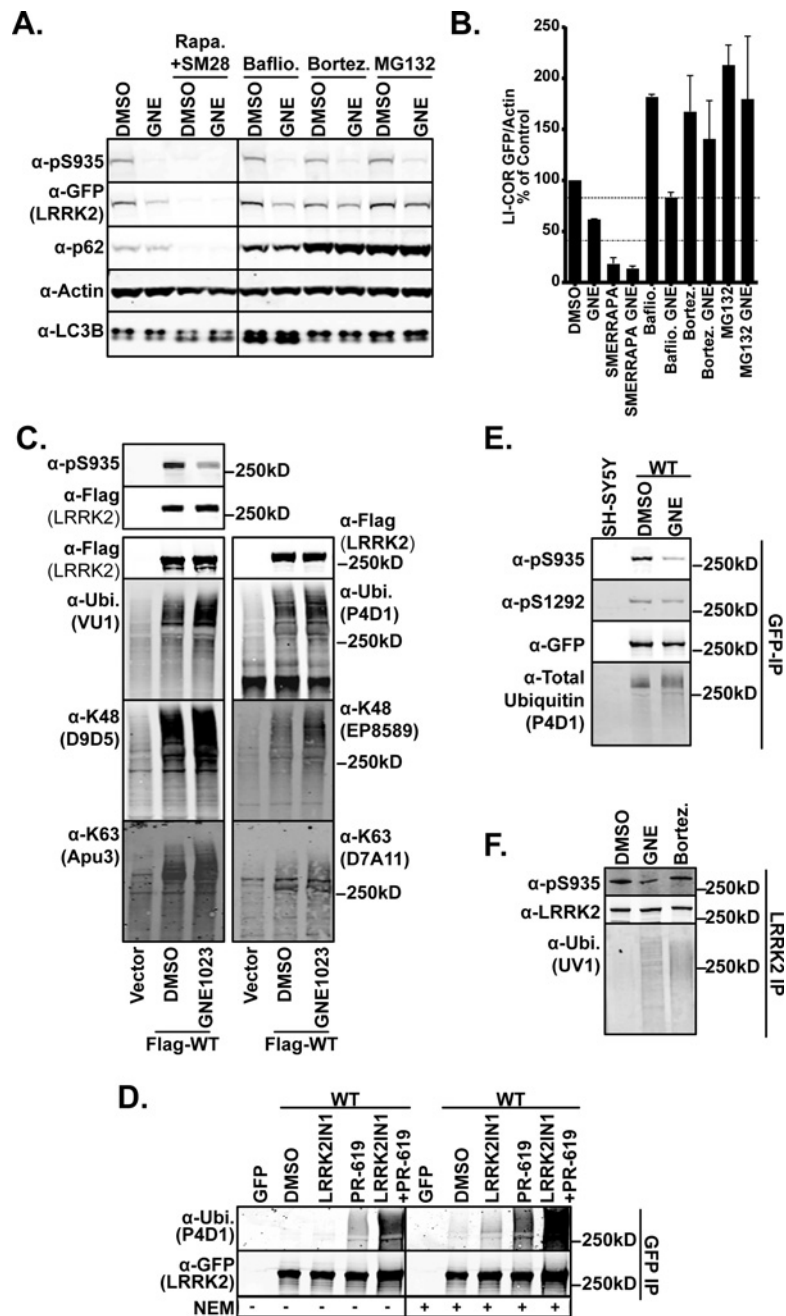 A.
Rapa.
+SM28
Baflio.
Bortez.
MG132
DMSO
GNE
DMSO
GNE
DMSO
GNE
DMSO
GNE
DMSO
GNE
α-pS935
α-GFP
(LRRK2)
α-p62
α-Actin
α-LC3B
B.
LI-COR GFP/Actin
% of Control
250
200
150
100
50
0
DMSO
GNE
SMERRAPA
SMERRAPA GNE
Baflio.
Baflio. GNE
Bortez.
Bortez. GNE
MG132
MG132 GNE
C.
α-pS935
250kD
α-Flag
(LRRK2)
250kD
α-Flag
(LRRK2)
α-Flag
(LRRK2)
250kD
α-Ubi.
(VU1)
α-Ubi.
(P4D1)
250kD
α-K48
(D9D5)
α-K48
(EP8589)
250kD
α-K63
(Apu3)
α-K63
(D7A11)
250kD
Vector
DMSO
GNE1023
Flag-WT
Vector
DMSO
GNE1023
Flag-WT
E.
SH-SY5Y
WT
DMSO
GNE
α-pS935
250kD
α-pS1292
250kD
α-GFP
250kD
α-Total
Ubiquitin
(P4D1)
250kD
GFP-IP
F.
DMSO
GNE
Bortez.
α-pS935
250kD
α-LRRK2
250kD
α-Ubi.
(UV1)
250kD
LRRK2 IP
D.
WT
WT
GFP
DMSO
LRRK2IN1
PR-619
LRRK2IN1
+PR-619
GFP
DMSO
LRRK2IN1
PR-619
LRRK2IN1
+PR-619
α-Ubi.
(P4D1)
250kD
α-GFP
(LRRK2)
250kD
GFP IP
NEM - - - - - + + + + +